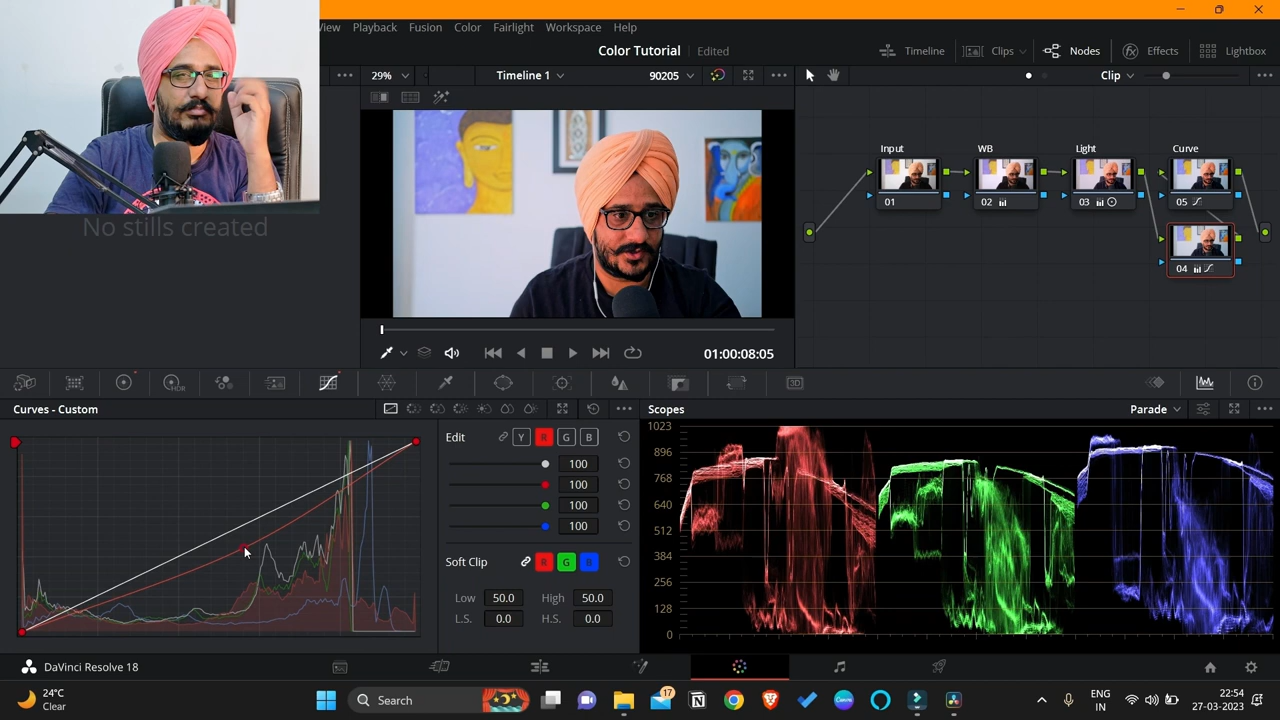 View Playback Fusion Color Fairlight Workspace Help
Color Tutorial Edited
Timeline Clips Nodes Effects Lightbox
29% Timeline 1 90205 Clip
No stills created
Input WB Light Curve
01 02 03 05
04
01:00:08:05
HDR
3D
Curves - Custom
Edit Y R G B
100
100
100
100
Soft Clip R G B
Low 50.0 High 50.0
L.S. 0.0 H.S. 0.0
Scopes Parade
1023
896
768
640
512
384
256
128
0
DaVinci Resolve 18
24°C
Clear
Search
17
ENG
IN
22:54
27-03-2023